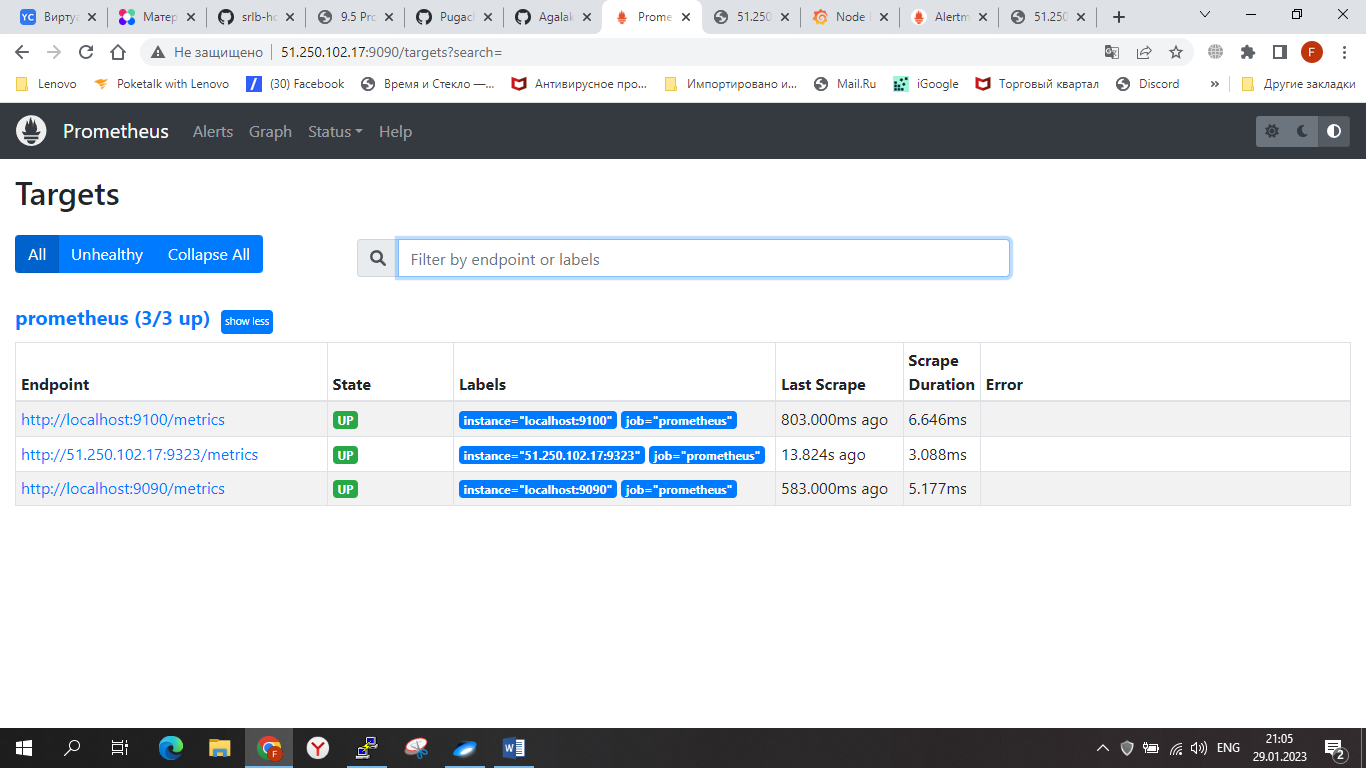 Вирту
Матер
srlb-ho
9.5 Pro
Pugach
Agalak
Prome
51.250
Node
Alertm
51.250
Не защищено 51.250.102.17:9090/targets?search=
F
Lenovo Poketalk with Lenovo (30) Facebook Время и Стекло —... Антивирусное про... Импортировано и... Mail.Ru iGoogle Торговый квартал Discord » Другие закладки
Prometheus Alerts Graph Status Help
Targets
All Unhealthy Collapse All Filter by endpoint or labels
prometheus (3/3 up) show less
Endpoint State Labels Last Scrape Scrape Duration Error
http://localhost:9100/metrics UP instance="localhost:9100" job="prometheus" 803.000ms ago 6.646ms
http://51.250.102.17:9323/metrics UP instance="51.250.102.17:9323" job="prometheus" 13.824s ago 3.088ms
http://localhost:9090/metrics UP instance="localhost:9090" job="prometheus" 583.000ms ago 5.177ms
ENG 21:05
29.01.2023 2